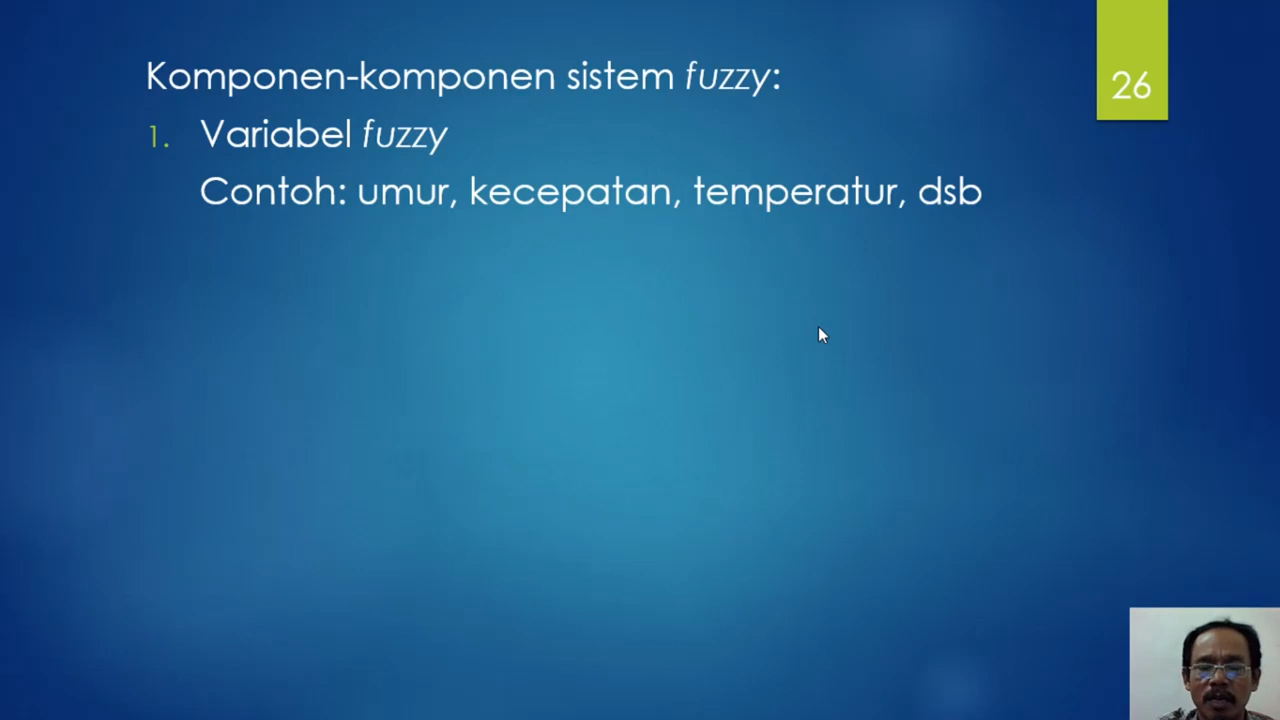 Komponen-komponen sistem fuzzy:
26
1. Variabel fuzzy
Contoh: umur, kecepatan, temperatur, dsb